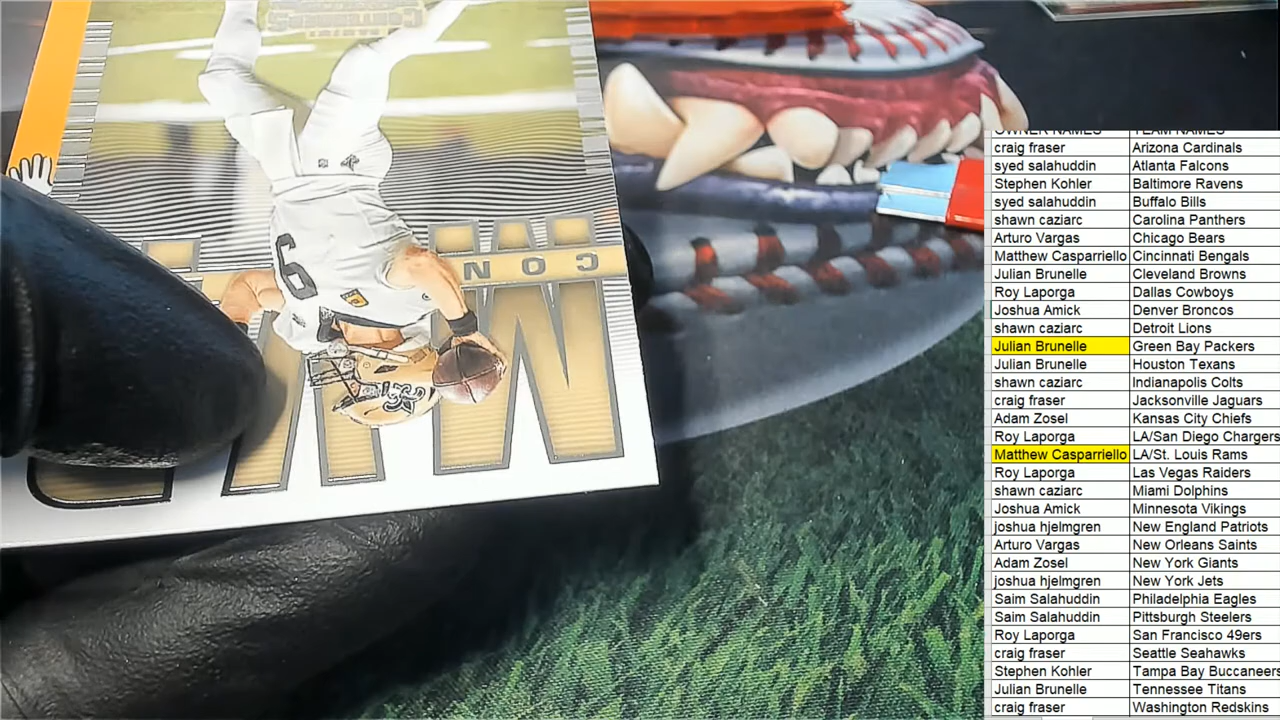 OWNER NAMES TEAM NAMES
craig fraser Arizona Cardinals
syed salahuddin Atlanta Falcons
Stephen Kohler Baltimore Ravens
syed salahuddin Buffalo Bills
shawn caziarc Carolina Panthers
Arturo Vargas Chicago Bears
Matthew Casparriello Cincinnati Bengals
Julian Brunelle Cleveland Browns
Roy Laporga Dallas Cowboys
Joshua Amick Denver Broncos
shawn caziarc Detroit Lions
Julian Brunelle Green Bay Packers
Julian Brunelle Houston Texans
shawn caziarc Indianapolis Colts
craig fraser Jacksonville Jaguars
Adam Zosel Kansas City Chiefs
Roy Laporga LA/San Diego Chargers
Matthew Casparriello LA/St. Louis Rams
Roy Laporga Las Vegas Raiders
shawn caziarc Miami Dolphins
Joshua Amick Minnesota Vikings
joshua hjelmgren New England Patriots
Arturo Vargas New Orleans Saints
Adam Zosel New York Giants
joshua hjelmgren New York Jets
Saim Salahuddin Philadelphia Eagles
Saim Salahuddin Pittsburgh Steelers
Roy Laporga San Francisco 49ers
craig fraser Seattle Seahawks
Stephen Kohler Tampa Bay Buccaneers
Julian Brunelle Tennessee Titans
craig fraser Washington Redskins
CON
9